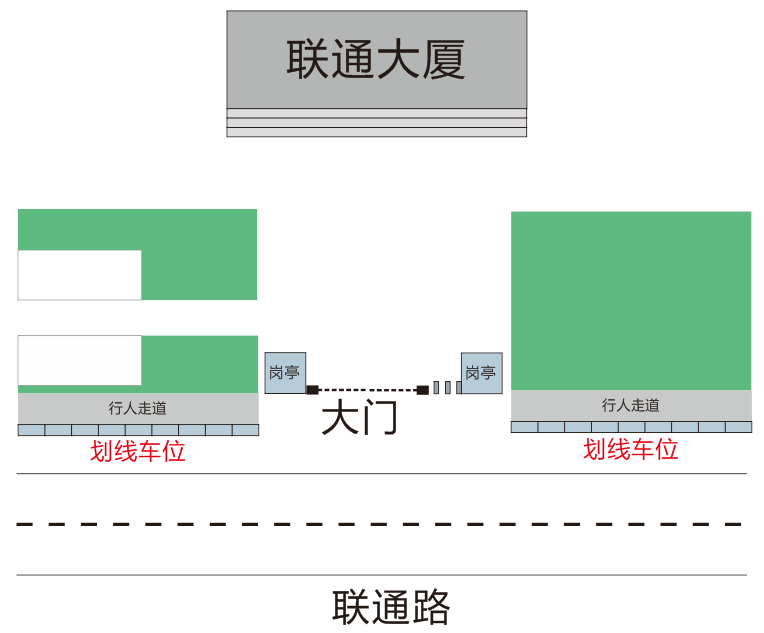 联通大厦
岗亭
岗亭
大门
行人走道
行人走道
划线车位
划线车位
联通路